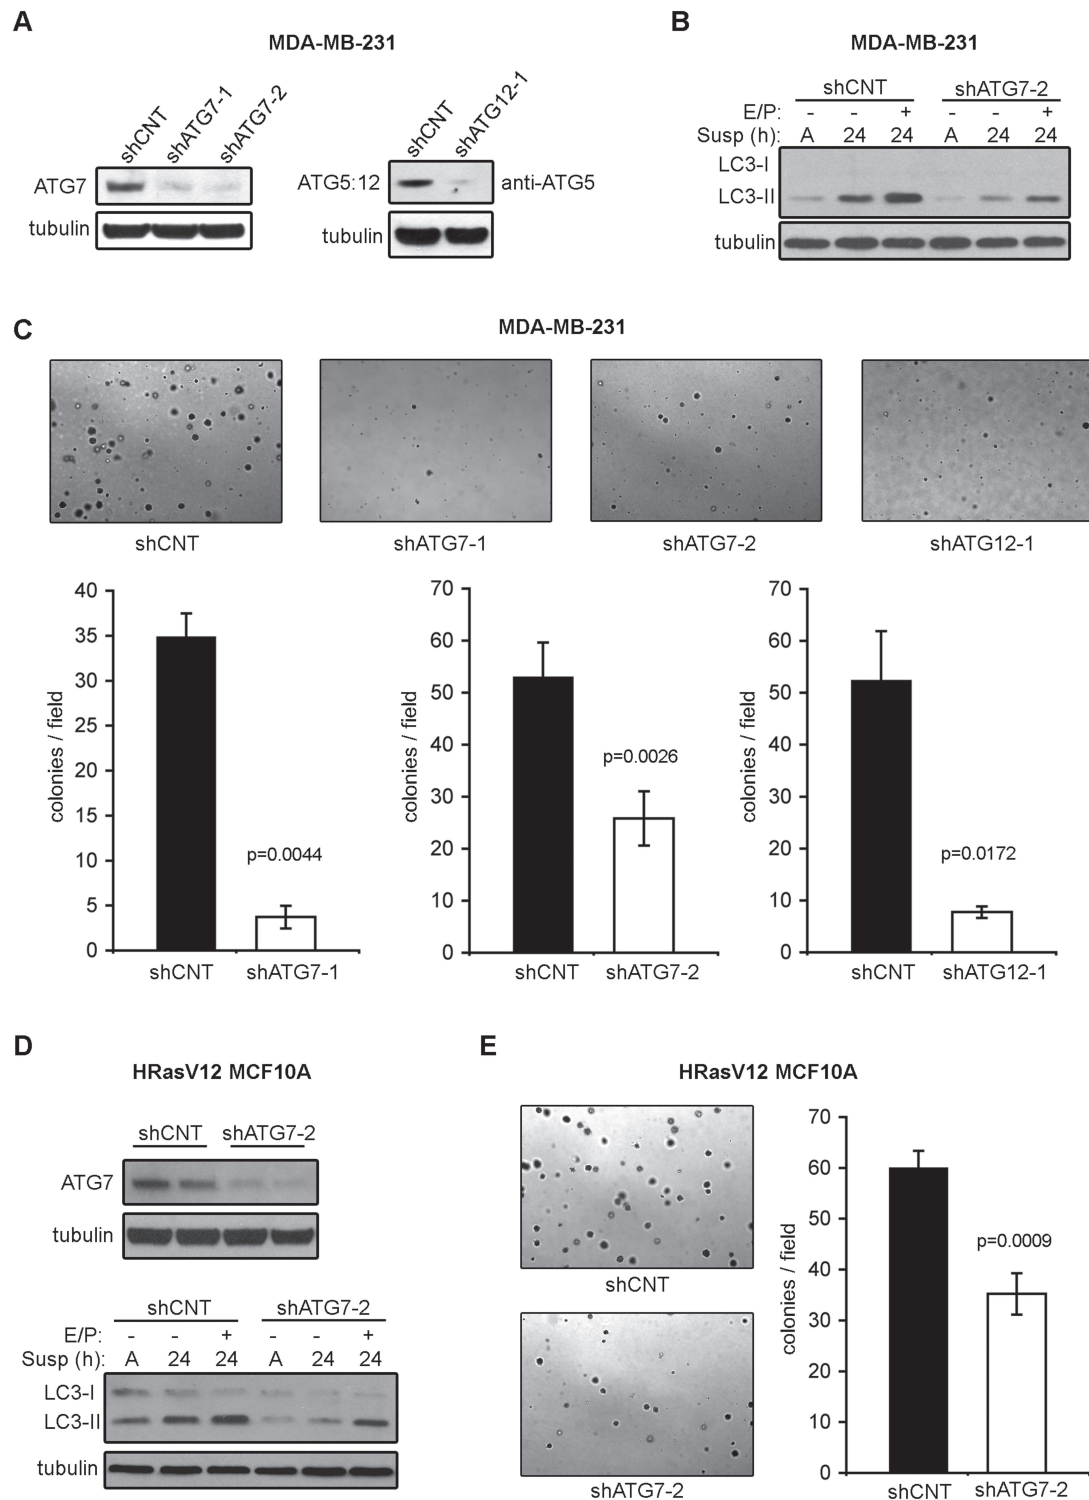 A
MDA-MB-231
shCNT
shATG7-1
shATG7-2
ATG7
tubulin
shCNT
shATG12-1
ATG5:12
anti-ATG5
tubulin
B
MDA-MB-231
shCNT shATG7-2
E/P: - - + - - +
Susp (h): A 24 24 A 24 24
LC3-I
LC3-II
tubulin
C
MDA-MB-231
shCNT
shATG7-1
shATG7-2
shATG12-1
40
35
30
25
20
15
10
5
0
colonies / field
p=0.0044
shCNT shATG7-1
70
60
50
40
30
20
10
0
colonies / field
p=0.0026
shCNT shATG7-2
70
60
50
40
30
20
10
0
colonies / field
p=0.0172
shCNT shATG12-1
D
HRasV12 MCF10A
shCNT shATG7-2
ATG7
tubulin
shCNT shATG7-2
E/P: - - + - - +
Susp (h): A 24 24 A 24 24
LC3-I
LC3-II
tubulin
E
HRasV12 MCF10A
shCNT
shATG7-2
70
60
50
40
30
20
10
0
colonies / field
p=0.0009
shCNT shATG7-2